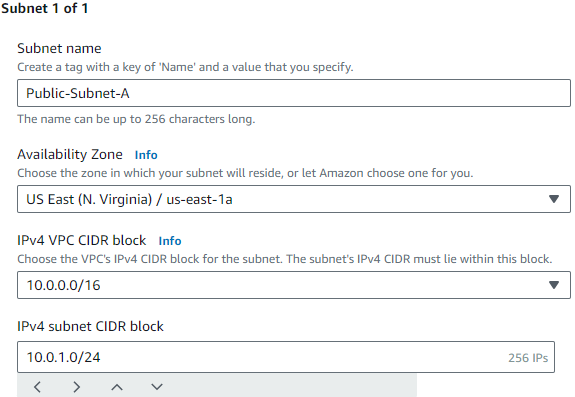 Subnet 1 of 1
Subnet name
Create a tag with a key of 'Name' and a value that you specify.
Public-Subnet-A
The name can be up to 256 characters long.
Availability Zone Info
Choose the zone in which your subnet will reside, or let Amazon choose one for you.
US East (N. Virginia) / us-east-1a
IPv4 VPC CIDR block Info
Choose the VPC's IPv4 CIDR block for the subnet. The subnet's IPv4 CIDR must lie within this block.
10.0.0.0/16
IPv4 subnet CIDR block
10.0.1.0/24 256 IPs